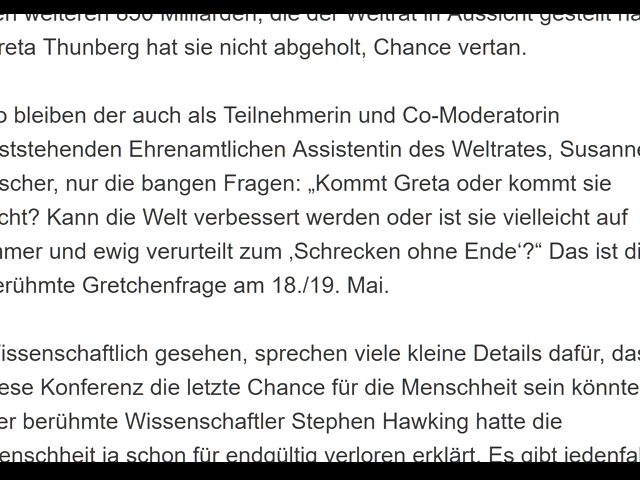 weiteren 850 Milliarden, die der Weltrat in Aussicht gestellt
reta Thunberg hat sie nicht abgeholt, Chance vertan.
o bleiben der auch als Teilnehmerin und Co-Moderatorin
ststehenden Ehrenamtlichen Assistentin des Weltrates, Susanne
scher, nur die bangen Fragen: „Kommt Greta oder kommt sie
cht? Kann die Welt verbessert werden oder ist sie vielleicht auf
mmer und ewig verurteilt zum ‚Schrecken ohne Ende‘?“ Das ist di
erühmte Gretchenfrage am 18./19. Mai.
issenschaftlich gesehen, sprechen viele kleine Details dafür, das
ese Konferenz die letzte Chance für die Menschheit sein könnte
er berühmte Wissenschaftler Stephen Hawking hatte die
enschheit ja schon für endgültig verloren erklärt. Es gibt jedenfal